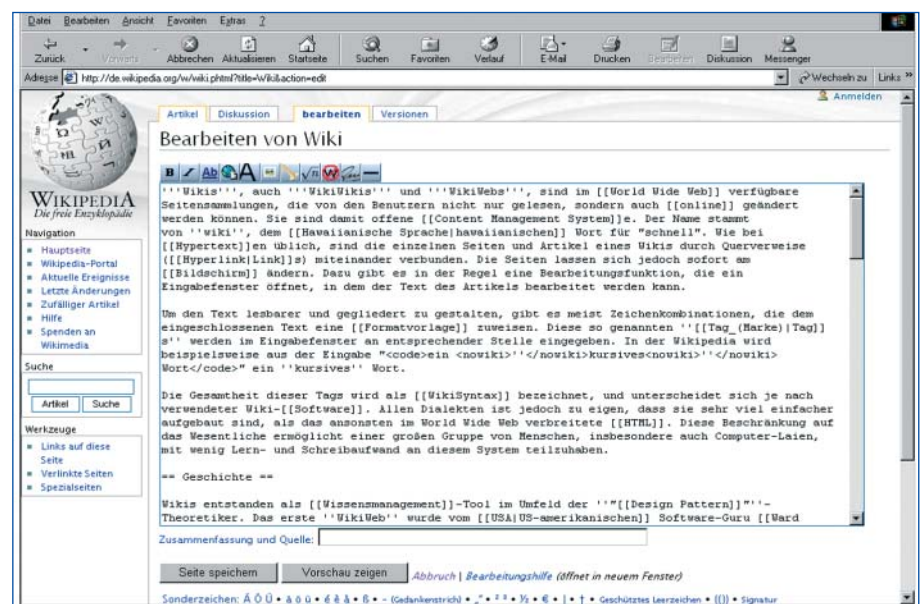 Datei Bearbeiten Ansicht Favoriten Extras ?
Zurück Vorwärts Abbrechen Aktualisieren Startseite Suchen Favoriten Verlauf E-Mail Drucken Bearbeiten Diskussion Messenger
Adresse http://de.wikipedia.org/w/wiki.phtml?title=Wiki&action=edit Wechseln zu Links »
Anmelden
Artikel Diskussion bearbeiten Versionen
Bearbeiten von Wiki
WIKIPEDIA
Die freie Enzyklopädie
Navigation
Hauptseite
Wikipedia-Portal
Aktuelle Ereignisse
Letzte Änderungen
Zufälliger Artikel
Hilfe
Spenden an
Wikimedia
Suche
Artikel Suche
Werkzeuge
Links auf diese
Seite
Verlinkte Seiten
Spezialseiten
'''Wikis''', auch '''WikiWikis''' und '''WikiWebs''', sind im [[World Wide Web]] verfügbare
Seitensammlungen, die von den Benutzern nicht nur gelesen, sondern auch [[online]] geändert
werden können. Sie sind damit offene [[Content Management System]]e. Der Name stammt
von ''wiki'', dem [[Hawaiianische Sprache|hawaiianischen]] Wort für "schnell". Wie bei
[[Hypertext]]en üblich, sind die einzelnen Seiten und Artikel eines Wikis durch Querverweise
([[Hyperlink|Link]]s) miteinander verbunden. Die Seiten lassen sich jedoch sofort am
[[Bildschirm]] ändern. Dazu gibt es in der Regel eine Bearbeitungsfunktion, die ein
Eingabefenster öffnet, in dem der Text des Artikels bearbeitet werden kann.
Um den Text lesbarer und gegliedert zu gestalten, gibt es meist Zeichenkombinationen, die dem
eingeschlossenen Text eine [[Formatvorlage]] zuweisen. Diese so genannten ''[[Tag_(Marke)|Tag]]
s'' werden im Eingabefenster an entsprechender Stelle eingegeben. In der Wikipedia wird
beispielsweise aus der Eingabe "<code>ein <nowiki>''</nowiki>kursives<nowiki>''</nowiki>
Wort</code>" ein ''kursives'' Wort.
Die Gesamtheit dieser Tags wird als [[WikiSyntax]] bezeichnet, und unterscheidet sich je nach
verwendeter Wiki-[[Software]]. Allen Dialekten ist jedoch zu eigen, dass sie sehr viel einfacher
aufgebaut sind, als das ansonsten im World Wide Web verbreitete [[HTML]]. Diese Beschränkung auf
das Wesentliche ermöglicht einer großen Gruppe von Menschen, insbesondere auch Computer-Laien,
mit wenig Lern- und Schreibaufwand an diesem System teilzuhaben.
== Geschichte ==
Wikis entstanden als [[Wissensmanagement]]-Tool im Umfeld der ''"[[Design Pattern]]"''-
Theoretiker. Das erste ''WikiWeb'' wurde vom [[USA|US-amerikanischen]] Software-Guru [[Ward
Zusammenfassung und Quelle:
Seite speichern Vorschau zeigen Abbruch | Bearbeitungshilfe (öffnet in neuem Fenster)
Sonderzeichen: (Gedankenstrich) Geschütztes Leerzeichen • Signatur